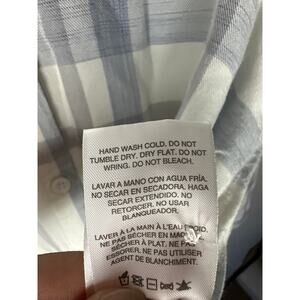 HAND WASH COLD. DO NOT
TUMBLE DRY. DRY FLAT. DO NOT
WRING. DO NOT BLEACH.
LAVAR A MANO CON AGUA FRÍA.
NO SECAR EN SECADORA. HAGA
SECAR EXTENDIDO. NO
RETORCER. NO USAR
BLANQUEADOR.
LAVER À LA MAIN À L'EAU FROID.
NE PAS SÉCHER EN
SÉCHER À PLAT. NE PAS
ESSORER. NE PAS UTILISER
AGENT DE BLANCHIMENT.